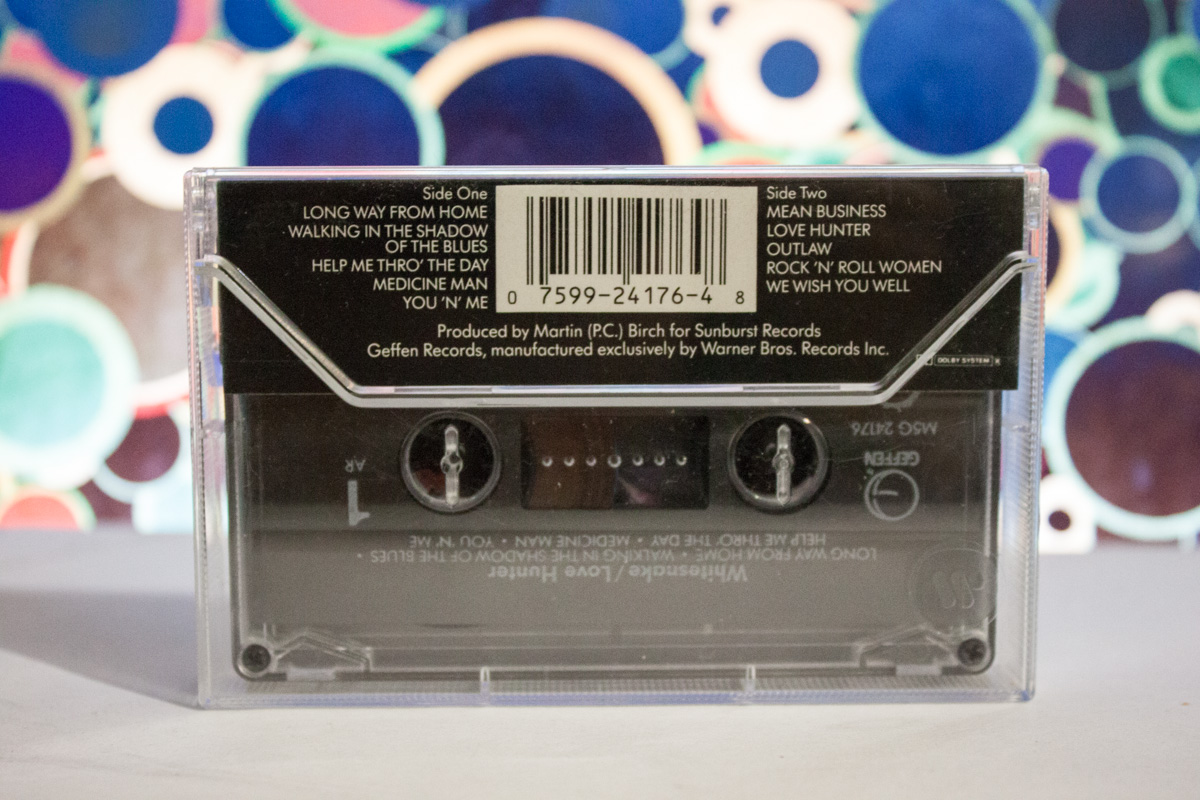 Side One
LONG WAY FROM HOME
WALKING IN THE SHADOW
OF THE BLUES
HELP ME THRO' THE DAY
MEDICINE MAN
YOU 'N' ME
0 7599-24176-4 8
Side Two
MEAN BUSINESS
LOVE HUNTER
OUTLAW
ROCK 'N' ROLL WOMEN
WE WISH YOU WELL
Produced by Martin (P.C.) Birch for Sunburst Records
Geffen Records, manufactured exclusively by Warner Bros. Records Inc.
DOLBY SYSTEM
M5G 24176
GEFFEN
AR
1
HELP ME THRO' THE DAY • MEDICINE MAN • YOU 'N' ME
LONG WAY FROM HOME • WALKING IN THE SHADOW OF THE BLUES •
Whitesnake / Love Hunter